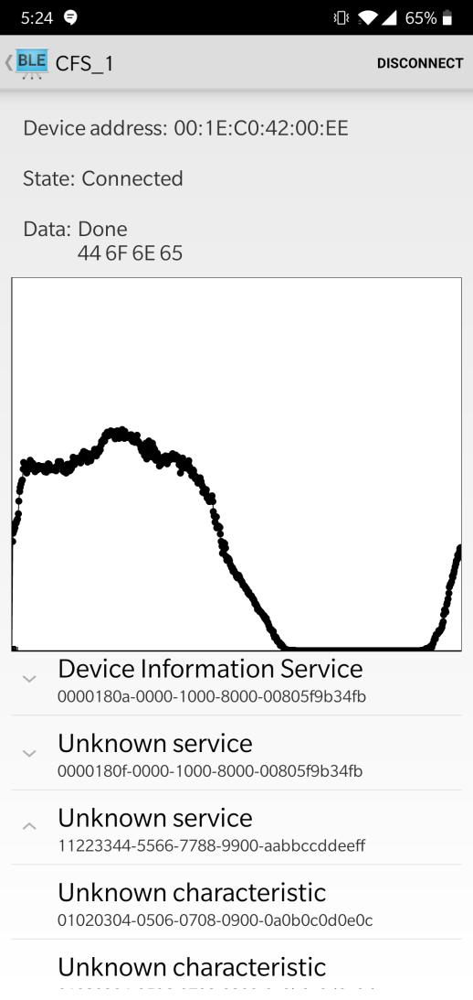 5:24 65%
BLE CFS_1 DISCONNECT
Device address: 00:1E:C0:42:00:EE
State: Connected
Data: Done
44 6F 6E 65
Device Information Service
0000180a-0000-1000-8000-00805f9b34fb
Unknown service
0000180f-0000-1000-8000-00805f9b34fb
Unknown service
11223344-5566-7788-9900-aabbccddeeff
Unknown characteristic
01020304-0506-0708-0900-0a0b0c0d0e0c
Unknown characteristic